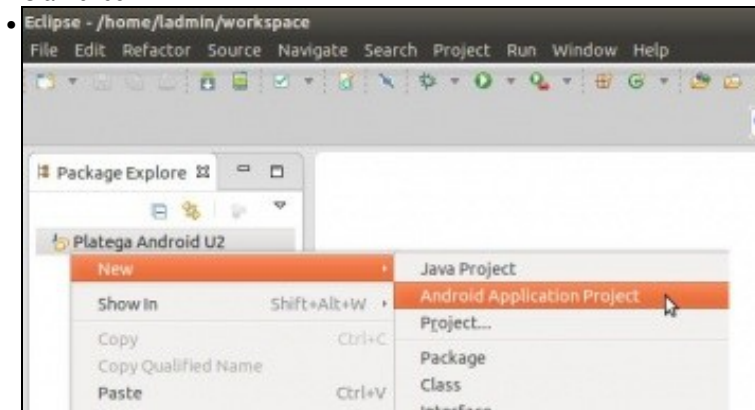 Eclipse - /home/ladmin/workspace
File Edit Refactor Source Navigate Search Project Run Window Help
Package Explore
Platega Android U2
New
Java Project
Show In Shift+Alt+W
Android Application Project
Copy Ctrl+C
Project...
Copy Qualified Name
Package
Paste Ctrl+V
Class